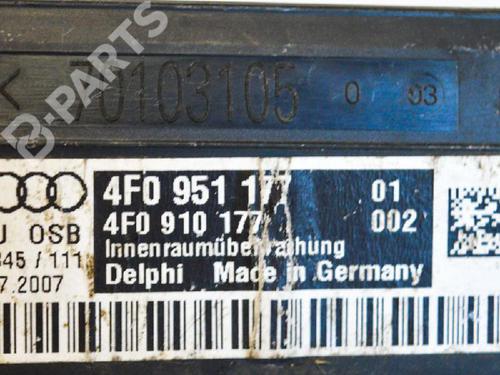 70103105 0 03
B-PARTS
4F0 951 177 01
4F0 910 177 002
OSB Innenraumüberwachung
345 / 111 Delphi Made in Germany
7.2007